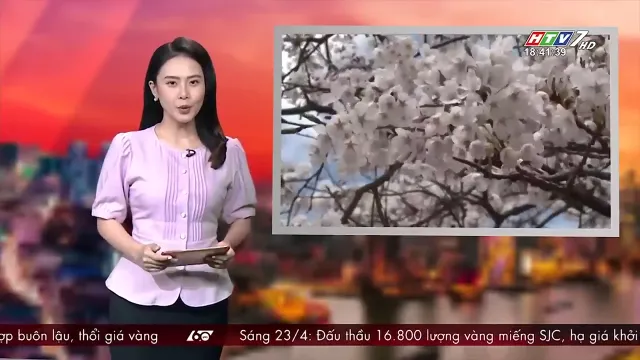 HTV7 HD
18:41:39
ợp buôn lậu, thổi giá vàng 60 Sáng 23/4: Đấu thầu 16.800 lượng vàng miếng SJC, hạ giá khởi